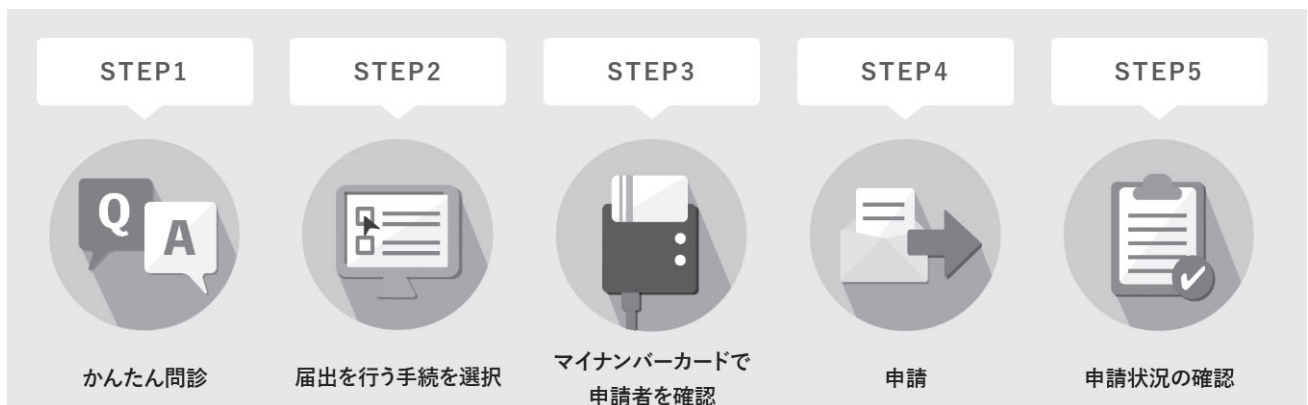 STEP1
STEP2
STEP3
STEP4
STEP5
Q
A
かんたん問診
届出を行う手続を選択
マイナンバーカードで
申請者を確認
申請
申請状況の確認